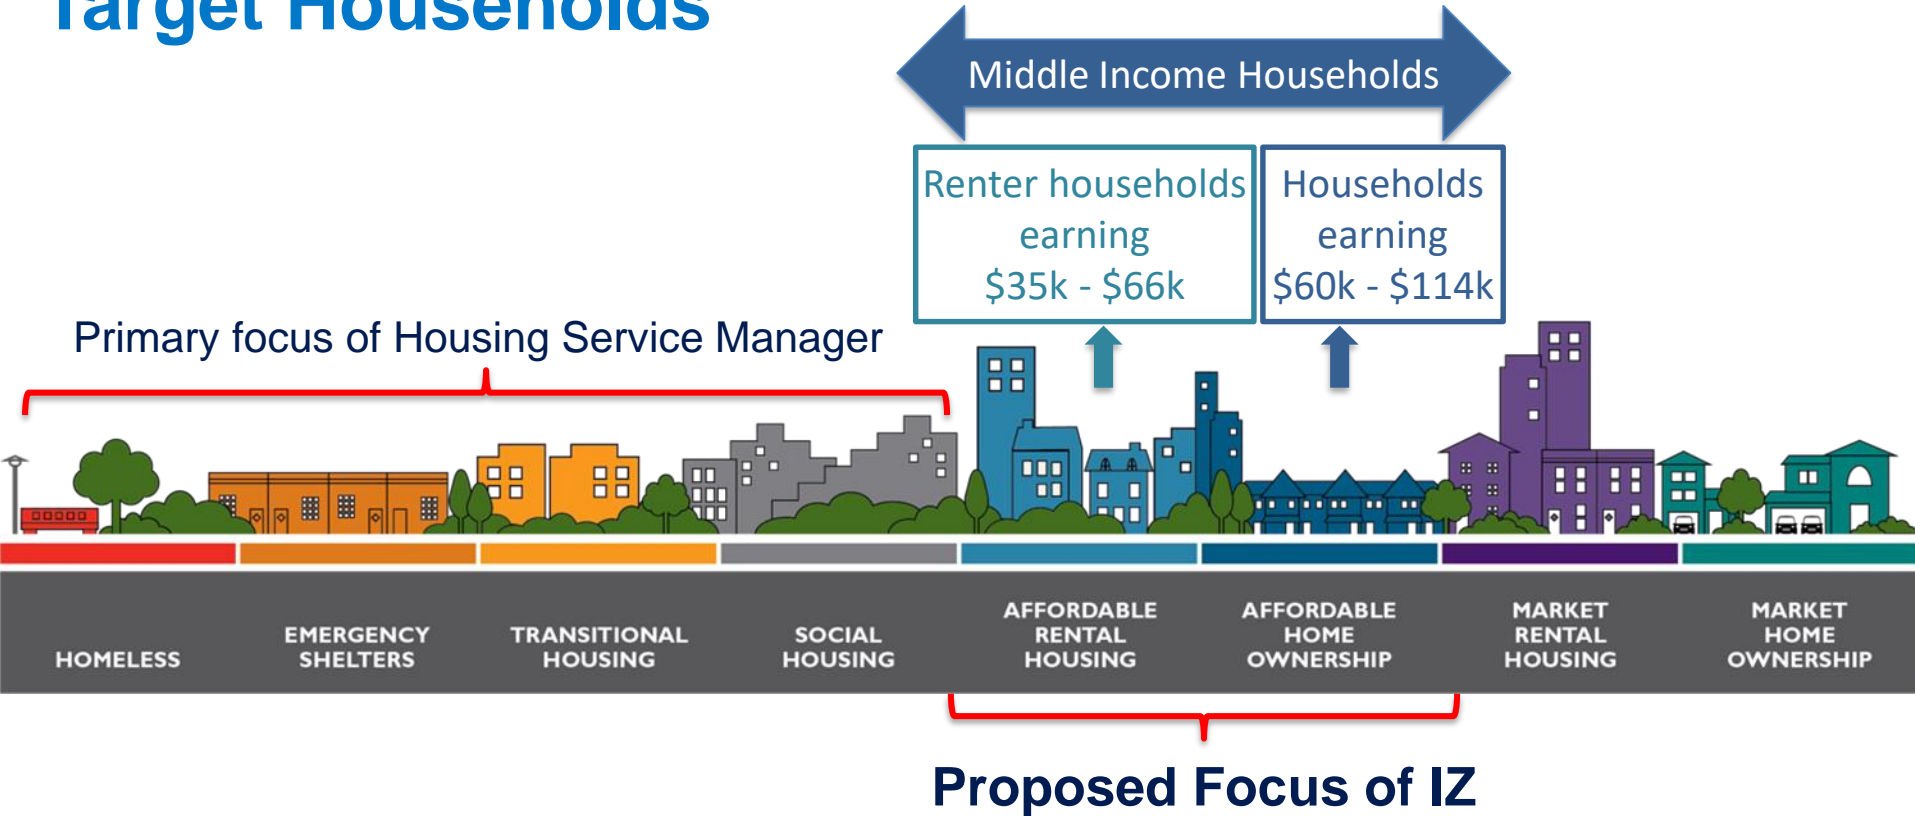 Target Households
Middle Income Households
Renter households
earning
$35k - $66k
Households
earning
$60k - $114k
Primary focus of Housing Service Manager
HOMELESS
EMERGENCY
SHELTERS
TRANSITIONAL
HOUSING
SOCIAL
HOUSING
AFFORDABLE
RENTAL
HOUSING
AFFORDABLE
HOME
OWNERSHIP
MARKET
RENTAL
HOUSING
MARKET
HOME
OWNERSHIP
Proposed Focus of IZ